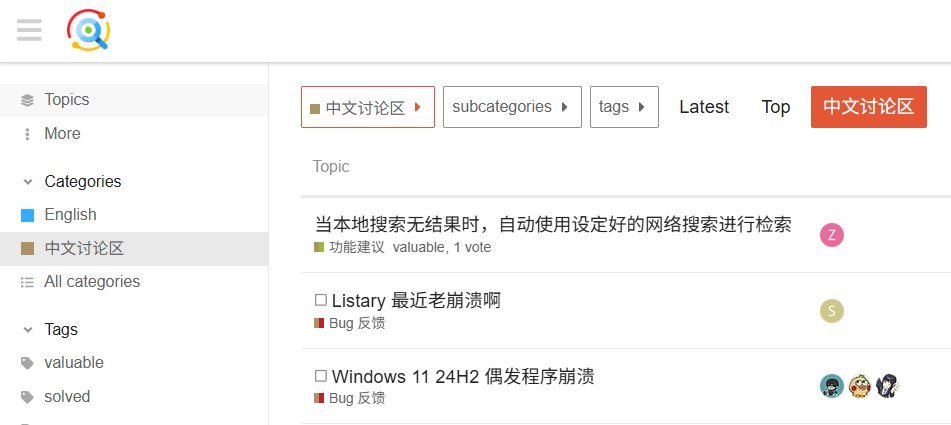 Topics
More
Categories
English
中文讨论区
All categories
Tags
valuable
solved
中文讨论区 subcategories tags Latest Top 中文讨论区
Topic
当本地搜索无结果时，自动使用设定好的网络搜索进行检索
功能建议 valuable, 1 vote
Z
Listary 最近老崩溃啊
Bug 反馈
S
Windows 11 24H2 偶发程序崩溃
Bug 反馈